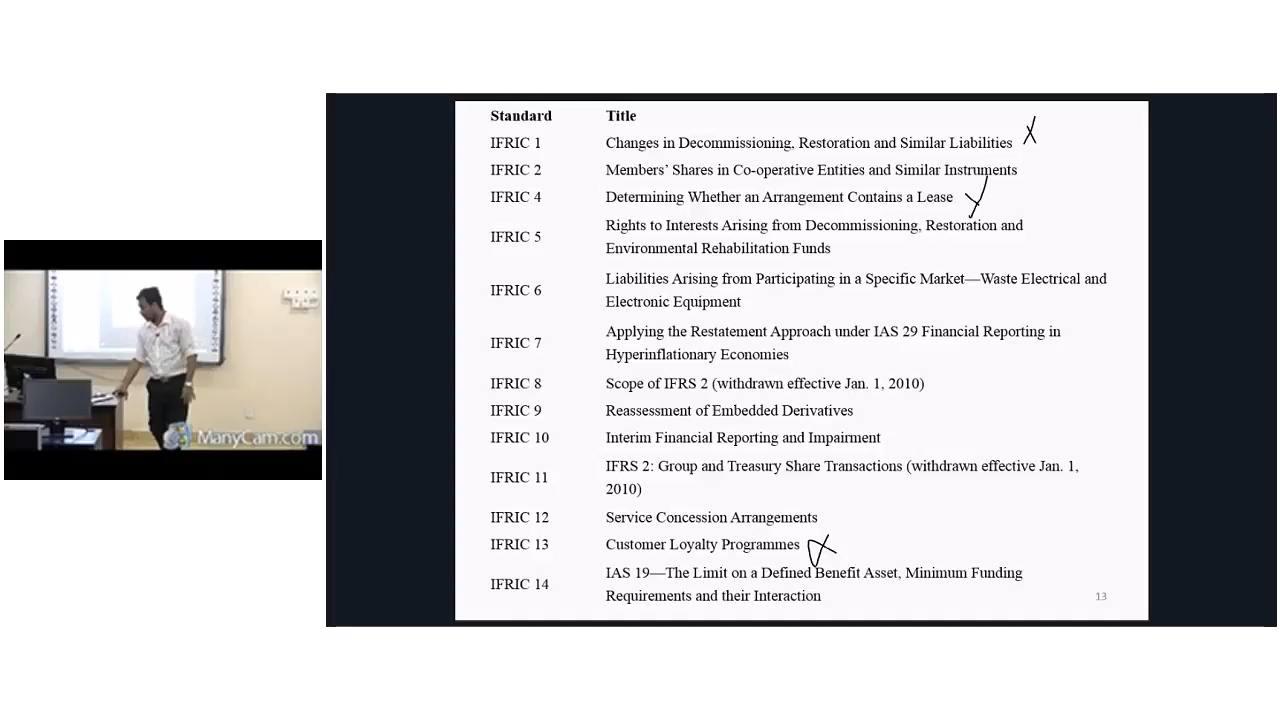 Standard Title
IFRIC 1 Changes in Decommissioning, Restoration and Similar Liabilities
IFRIC 2 Members’ Shares in Co-operative Entities and Similar Instruments
IFRIC 4 Determining Whether an Arrangement Contains a Lease
IFRIC 5 Rights to Interests Arising from Decommissioning, Restoration and
Environmental Rehabilitation Funds
IFRIC 6 Liabilities Arising from Participating in a Specific Market—Waste Electrical and
Electronic Equipment
IFRIC 7 Applying the Restatement Approach under IAS 29 Financial Reporting in
Hyperinflationary Economies
IFRIC 8 Scope of IFRS 2 (withdrawn effective Jan. 1, 2010)
IFRIC 9 Reassessment of Embedded Derivatives
IFRIC 10 Interim Financial Reporting and Impairment
IFRIC 11 IFRS 2: Group and Treasury Share Transactions (withdrawn effective Jan. 1,
2010)
IFRIC 12 Service Concession Arrangements
IFRIC 13 Customer Loyalty Programmes
IFRIC 14 IAS 19—The Limit on a Defined Benefit Asset, Minimum Funding
Requirements and their Interaction
13
ManyCam.com